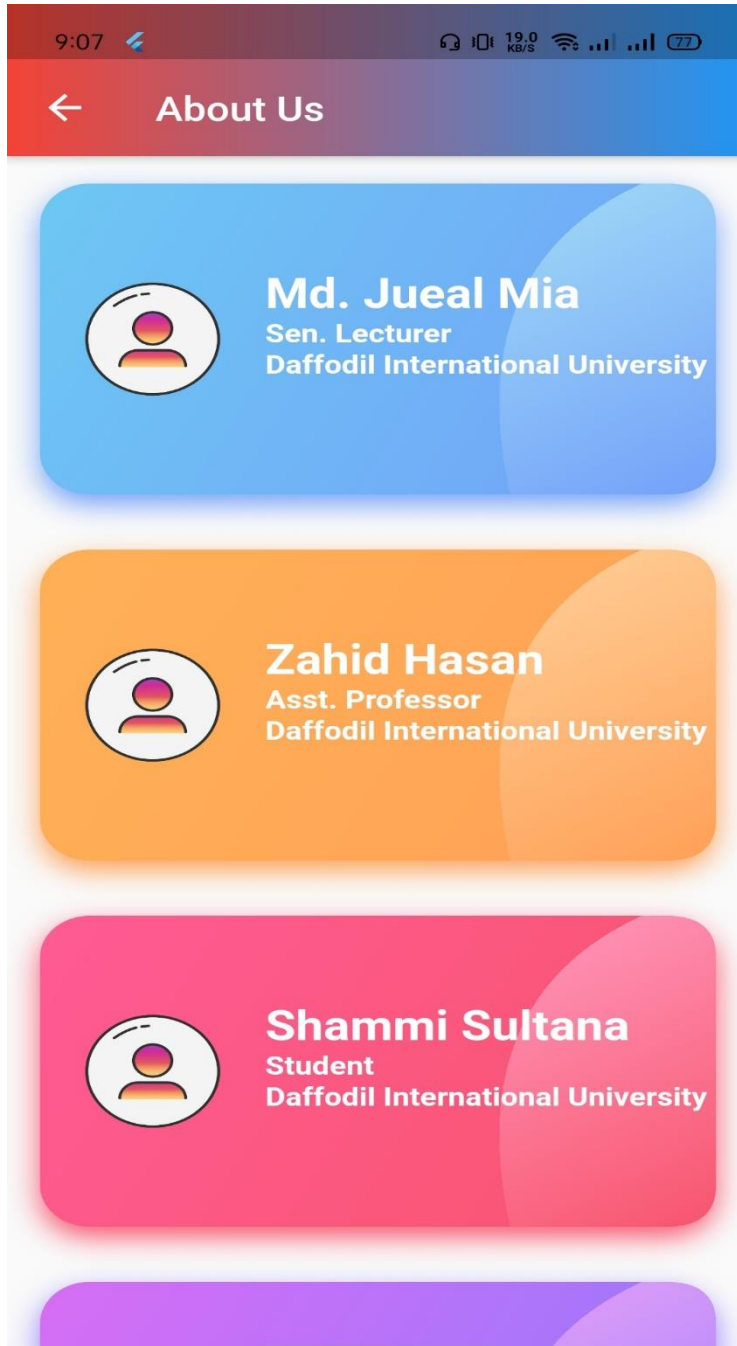 9:07
19.0
KB/S
77
About Us
Md. Jueal Mia
Sen. Lecturer
Daffodil International University
Zahid Hasan
Asst. Professor
Daffodil International University
Shammi Sultana
Student
Daffodil International University